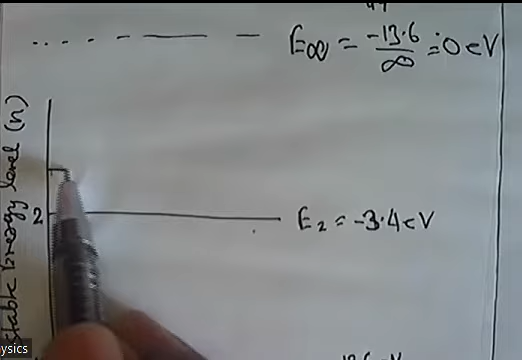 E∞ = -13.6/∞ = 0 eV
Stable Energy level (n)
2
E₂ = -3.4 eV
ysics